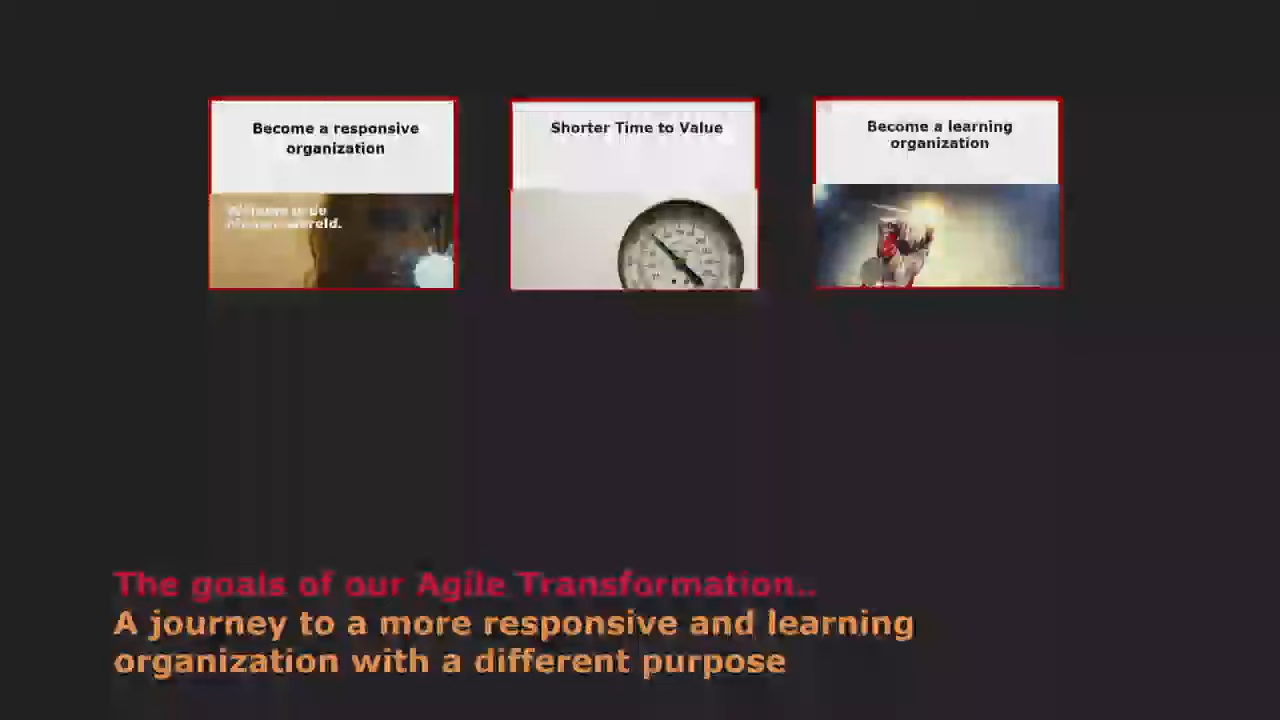 Become a responsive
organization
Shorter Time to Value
Become a learning
organization
The goals of our Agile Transformation..
A journey to a more responsive and learning
organization with a different purpose